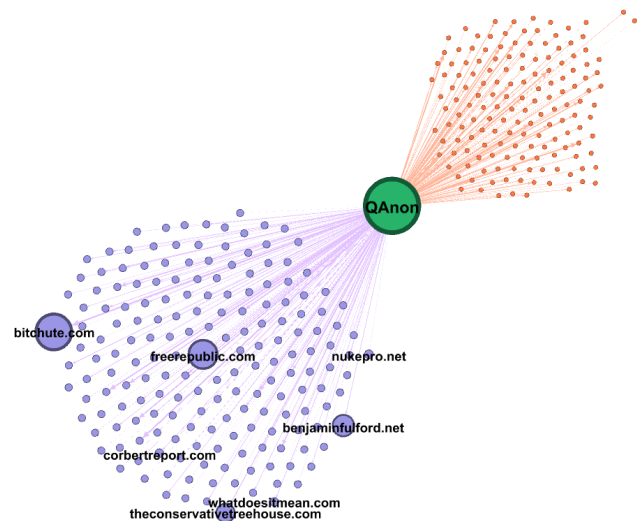 QAnon
bitchute.com
freerepublic.com
nukepro.net
benjaminfulford.net
corbertreport.com
whatdoesitmean.com
theconservativetreehouse.com